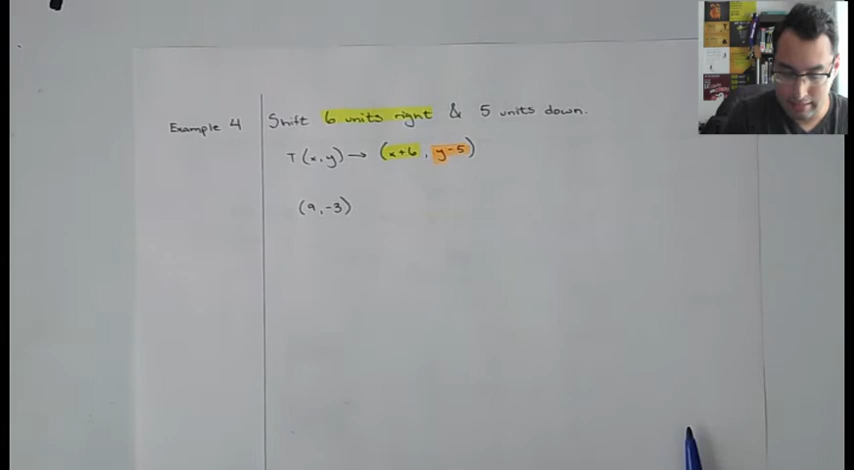 Example 4
Shift 6 units right & 5 units down.
T(x,y) → (x+6, y-5)
(9,-3)